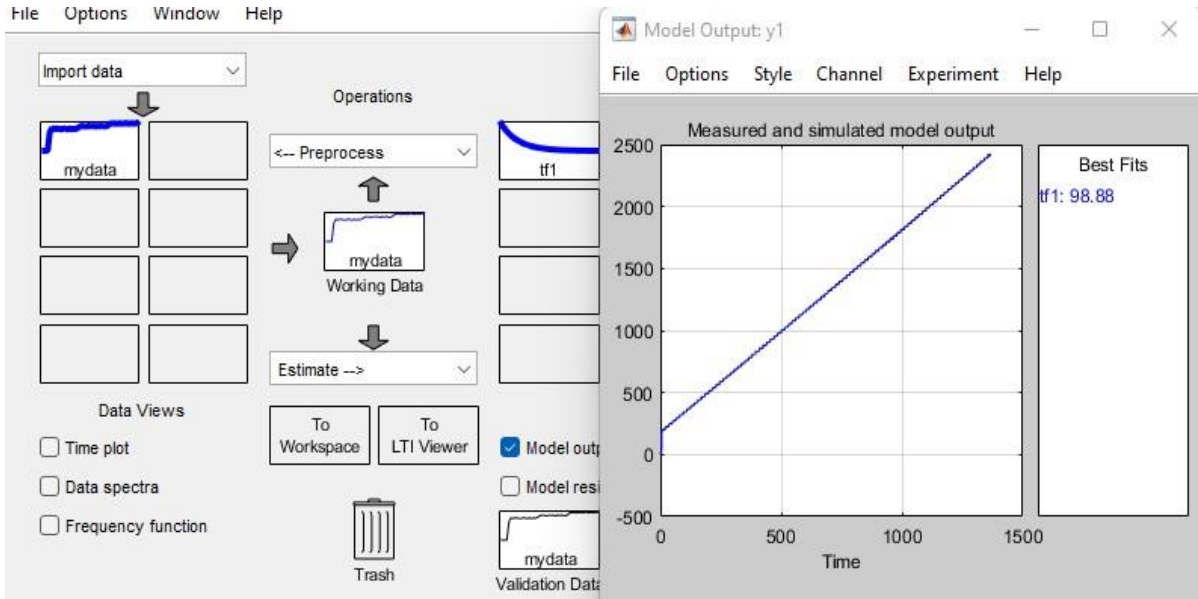 File Options Window Help
Import data
Operations
mydata
<-- Preprocess
tf1
mydata
Working Data
Estimate -->
Data Views
To
Workspace
To
LTI Viewer
Time plot
Data spectra
Frequency function
Trash
Model outp
Model resi
mydata
Validation Data
Model Output: y1
File Options Style Channel Experiment Help
Measured and simulated model output
2500
2000
1500
1000
500
0
-500
0 500 1000 1500
Time
Best Fits
tf1: 98.88